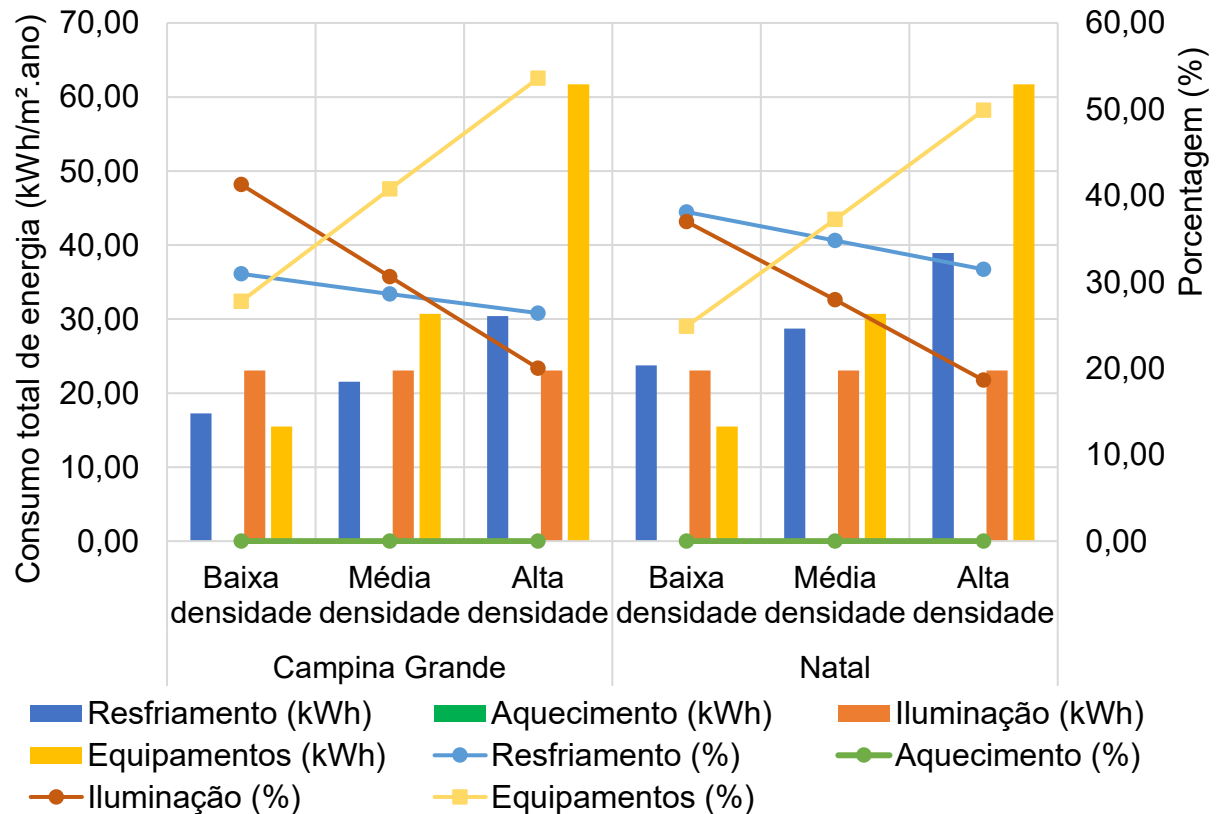 Consumo total de energia (kWh/m².ano)
70,00
60,00
50,00
40,00
30,00
20,00
10,00
0,00
60,00
50,00
40,00
30,00
20,00
10,00
0,00
Porcentagem (%)
Baixa densidade
Média densidade
Alta densidade
Baixa densidade
Média densidade
Alta densidade
Campina Grande
Natal
Resfriamento (kWh)
Aquecimento (kWh)
Iluminação (kWh)
Equipamentos (kWh)
Resfriamento (%)
Aquecimento (%)
Iluminação (%)
Equipamentos (%)